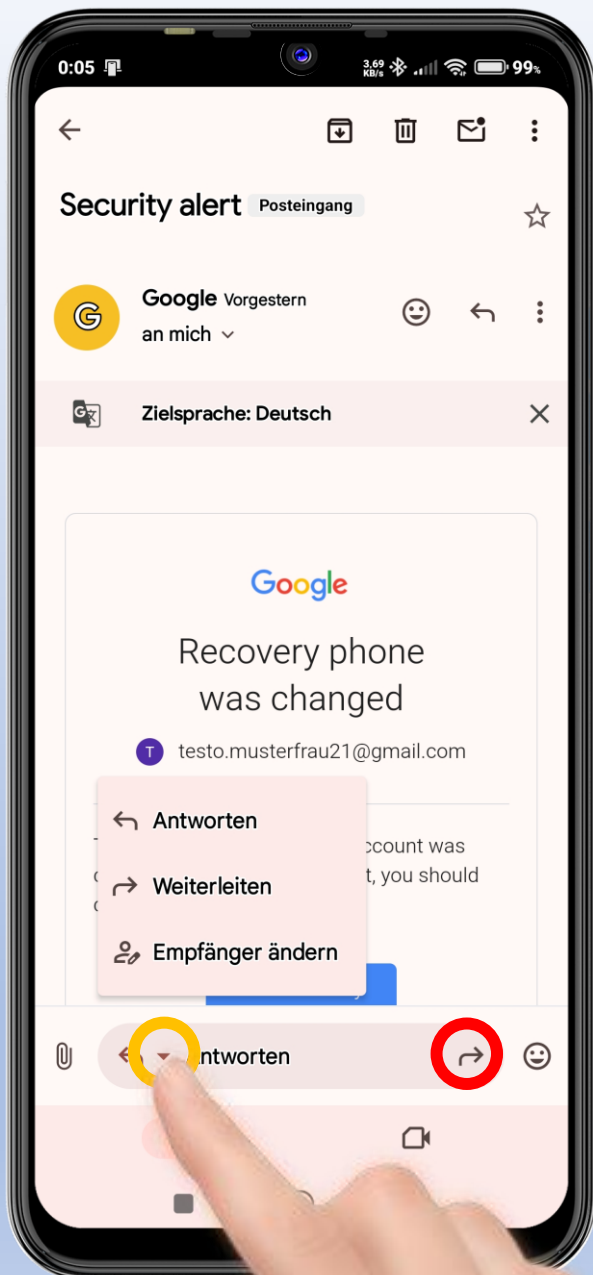 0:05 3,69 KB/s 99%
Security alert Posteingang
G Google Vorgestern
an mich
Zielsprache: Deutsch
Google
Recovery phone
was changed
T testo.musterfrau21@gmail.com
Antworten
ccount was
Weiterleiten
t, you should
Empfänger ändern
ntworten